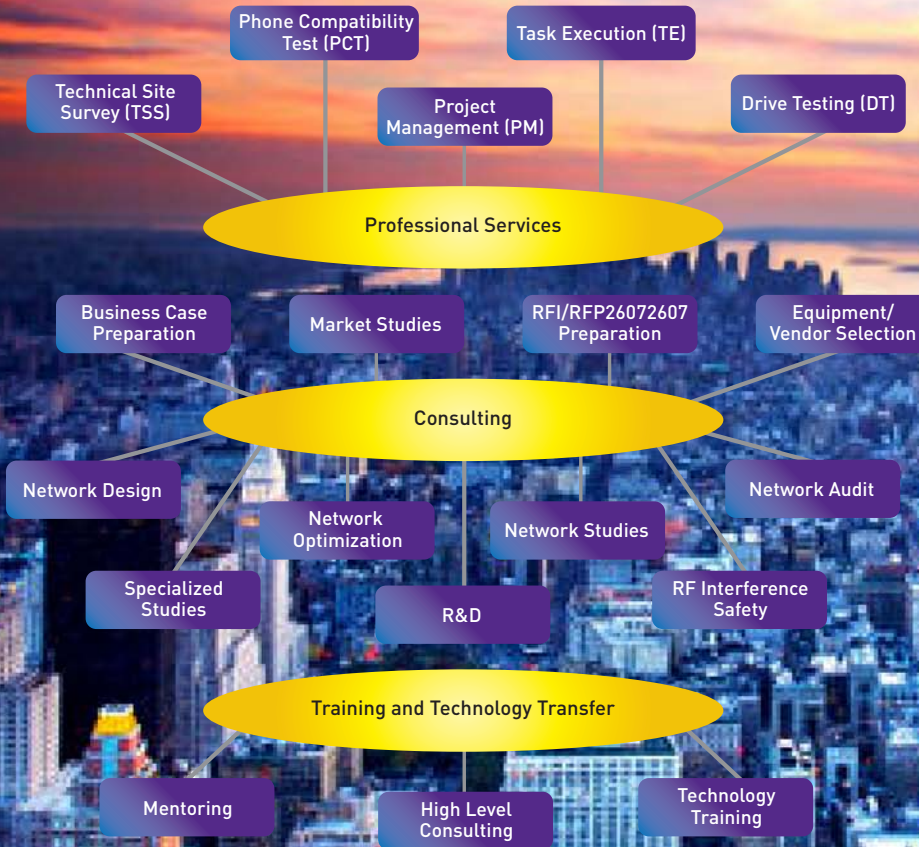 Phone Compatibility
Test (PCT)
Task Execution (TE)
Technical Site
Survey (TSS)
Project
Management (PM)
Drive Testing (DT)
Professional Services
Business Case
Preparation
Market Studies
RFI/RFP26072607
Preparation
Equipment/
Vendor Selection
Consulting
Network Design
Network
Optimization
Network Studies
Network Audit
Specialized
Studies
R&D
RF Interference
Safety
Training and Technology Transfer
Mentoring
High Level
Consulting
Technology
Training